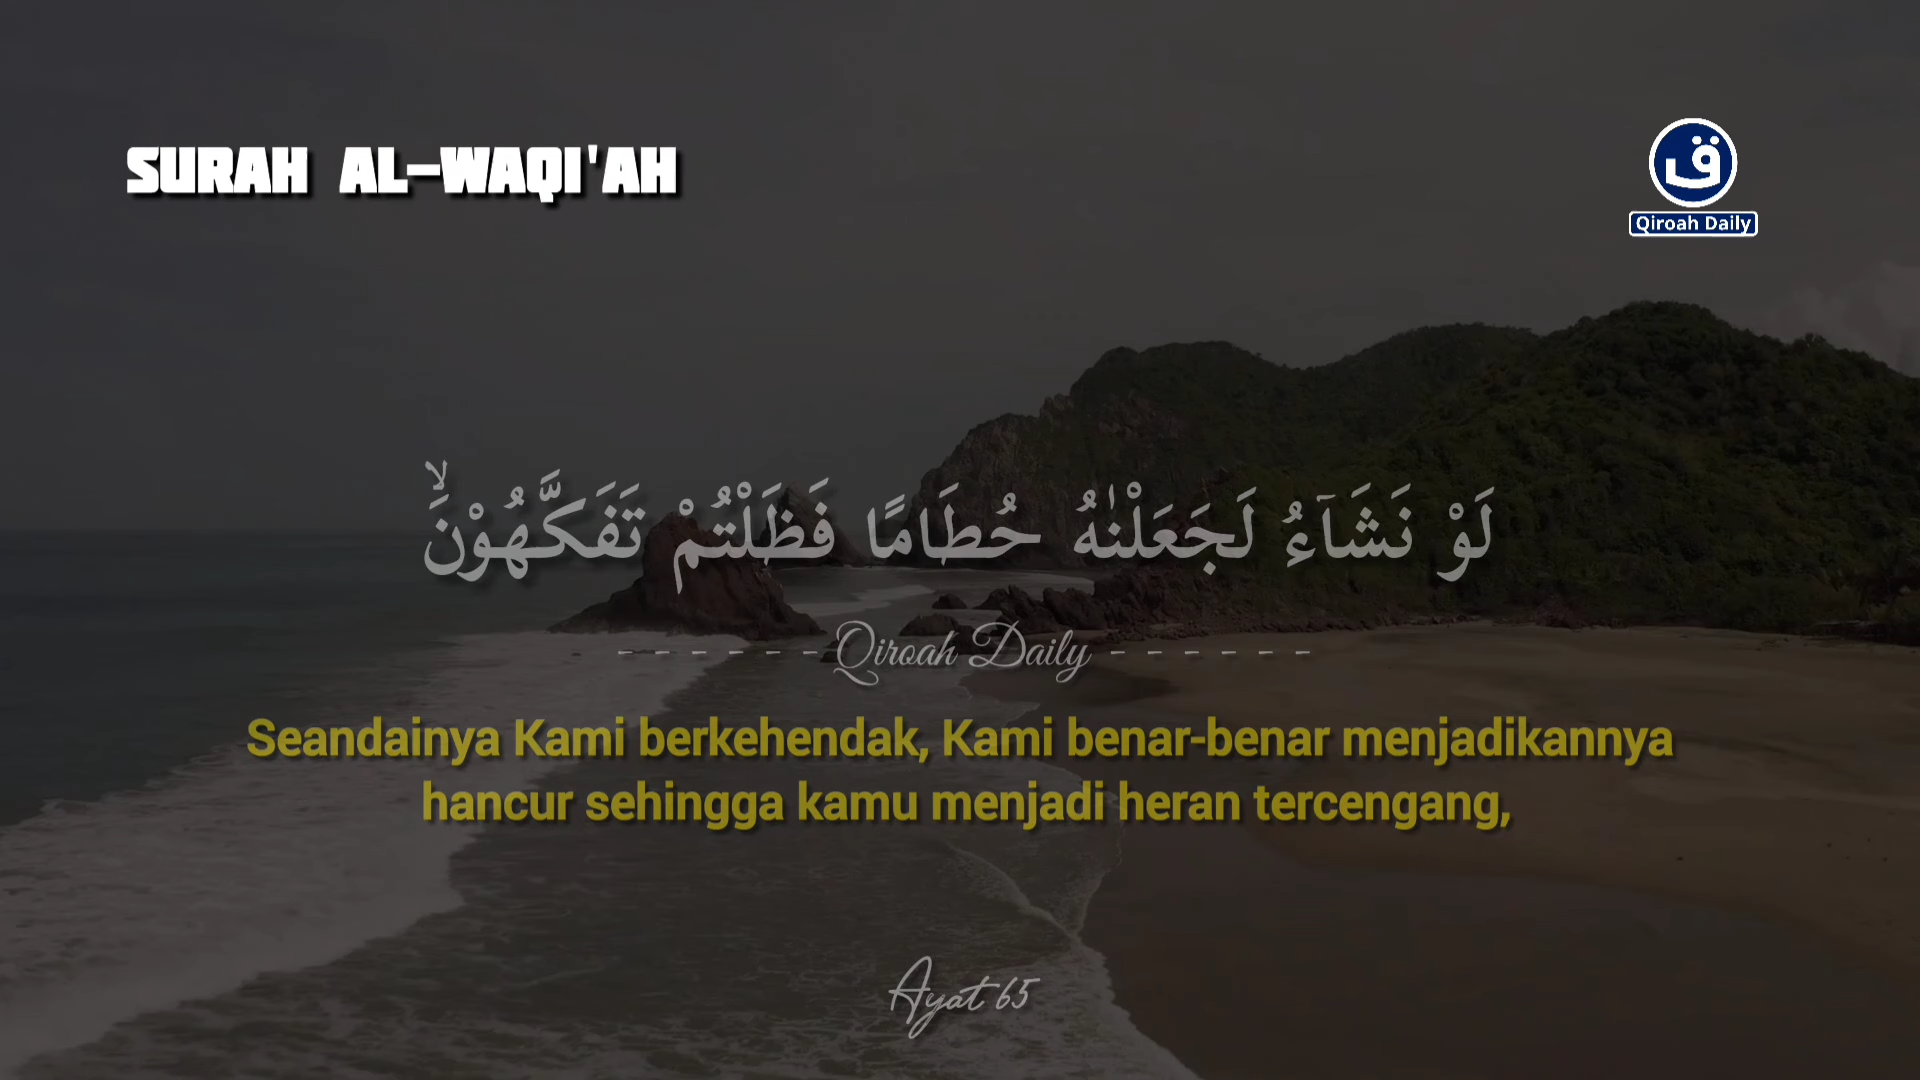 SURAH AL-WAQI'AH
ق
Qiroah Daily
لَوْ نَشَاۤءُ لَجَعَلْنٰهُ حُطَامًا فَظَلْتُمْ تَفَكَّهُوْنَۙ
- - - - - - Qiroah Daily - - - - - -
Seandainya Kami berkehendak, Kami benar-benar menjadikannya
hancur sehingga kamu menjadi heran tercengang,
Ayat 65